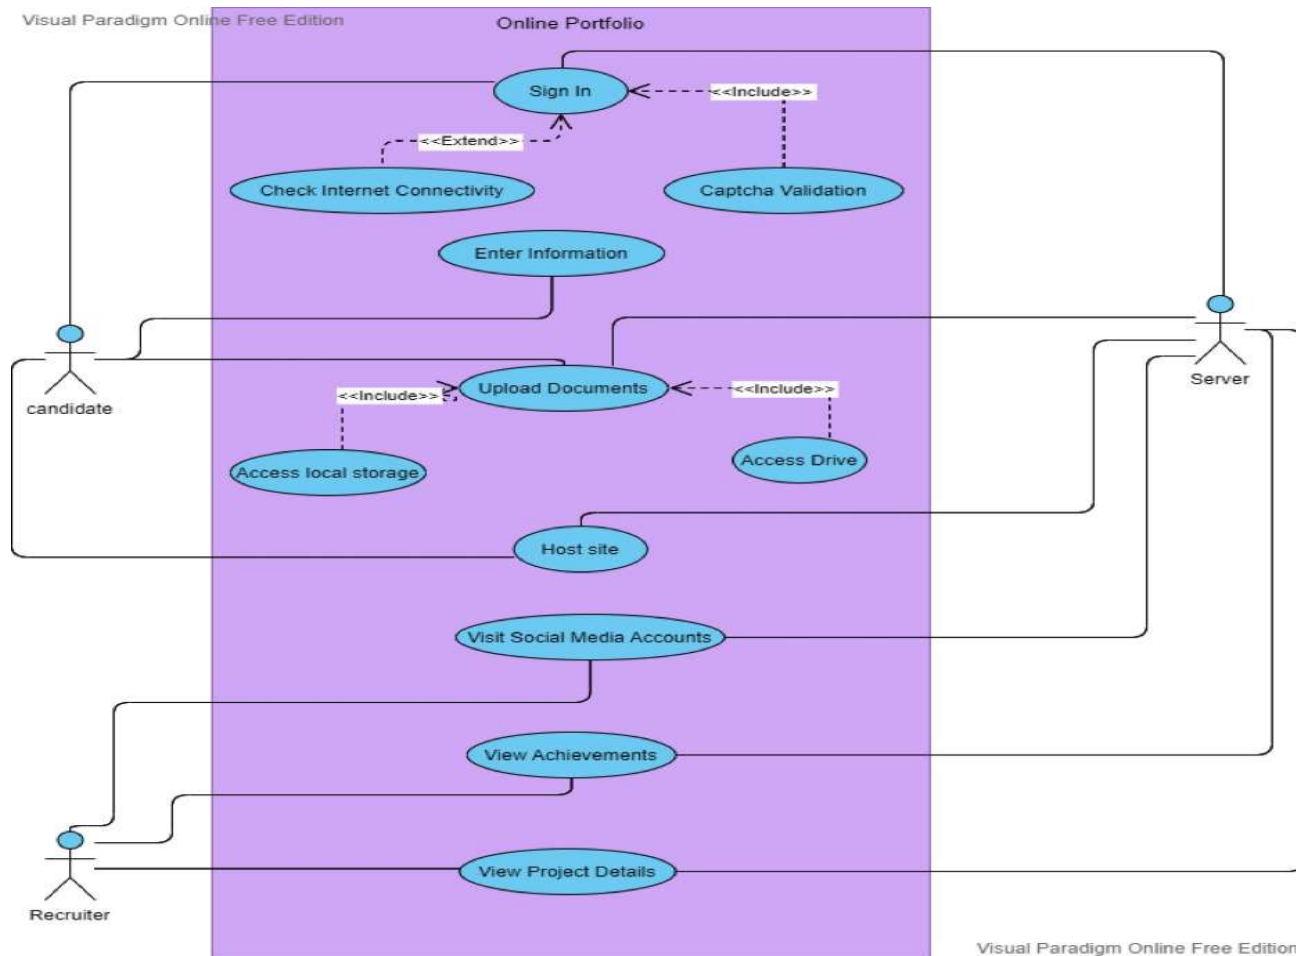 Visual Paradigm Online Free Edition
Online Portfolio
Sign In
<<Include>>
<<Extend>>
Check Internet Connectivity
Captcha Validation
Enter Information
candidate
Server
Upload Documents
<<Include>>
<<Include>>
Access local storage
Access Drive
Host site
Visit Social Media Accounts
View Achievements
View Project Details
Recruiter
Visual Paradigm Online Free Edition